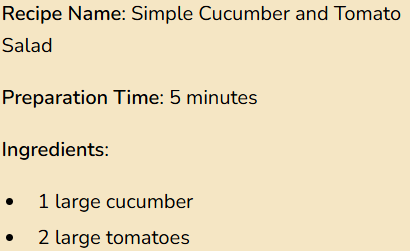 Recipe Name: Simple Cucumber and Tomato
Salad
Preparation Time: 5 minutes
Ingredients:
• 1 large cucumber
• 2 large tomatoes